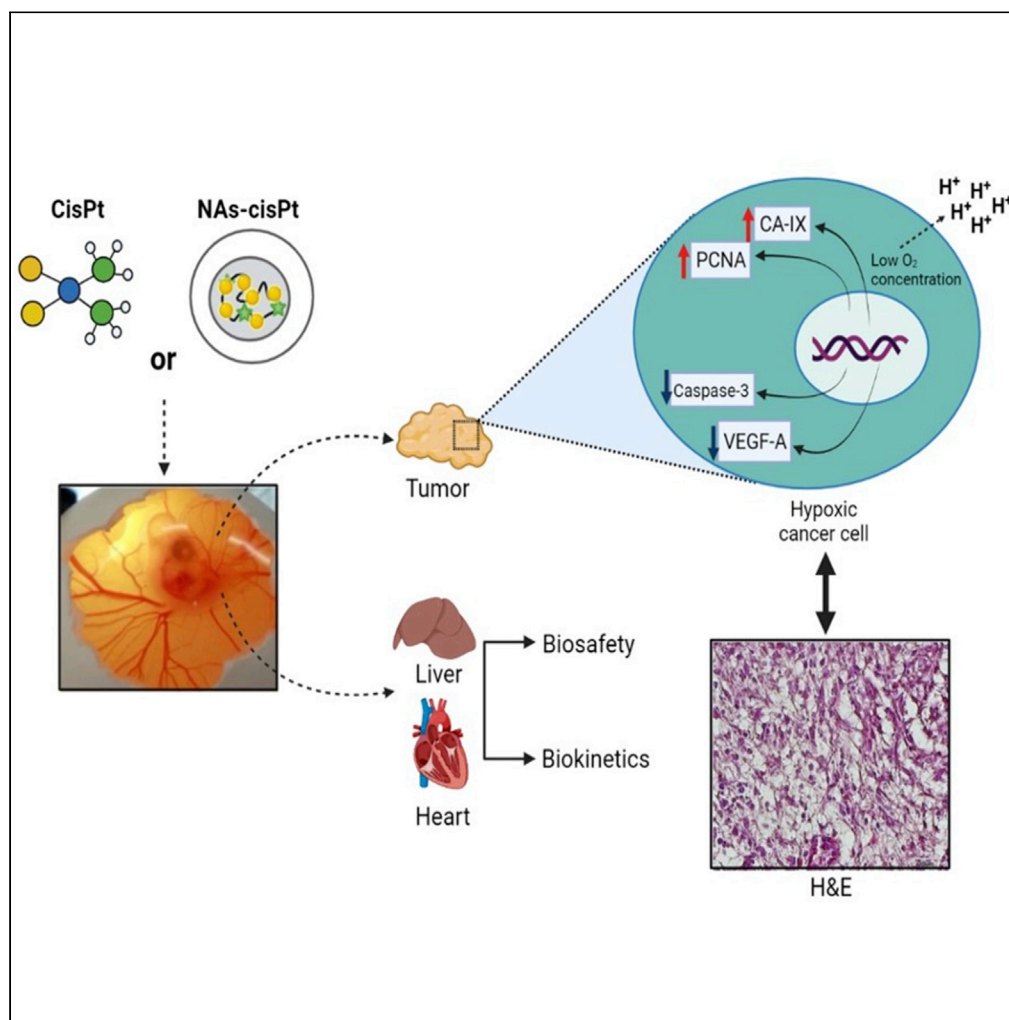 CisPt
NAs-cisPt
or
Tumor
Liver
Heart
Biosafety
Biokinetics
CA-IX
PCNA
Caspase-3
VEGF-A
Low O₂
concentration
H⁺ H⁺
H⁺ H⁺ H⁺
H⁺
Hypoxic
cancer cell
H&E